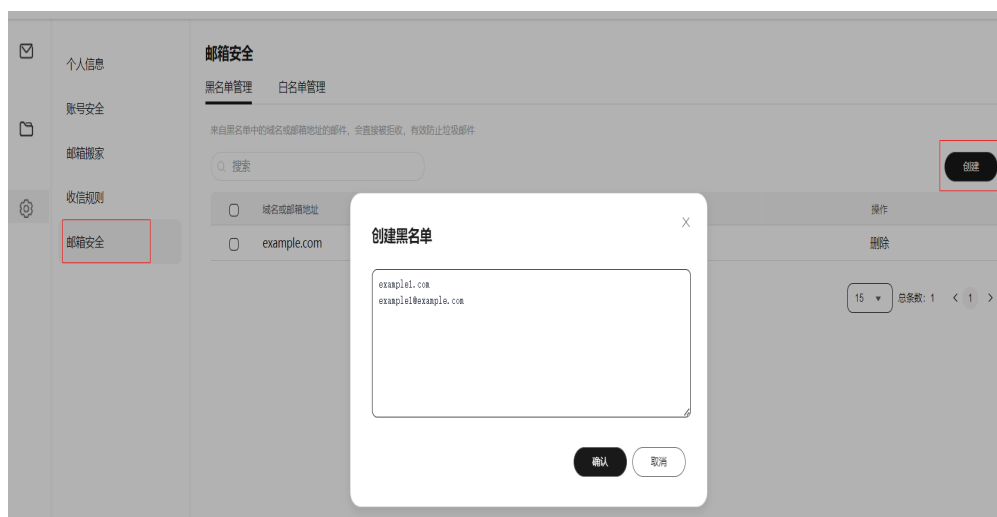 邮箱安全
个人信息
黑名单管理 白名单管理
账号安全
来自黑名单中的域名或邮箱地址的邮件，会直接被拒收，有效防止垃圾邮件
邮箱搬家
搜索
创建
收信规则
域名或邮箱地址
操作
邮箱安全
example.com
删除
创建黑名单
X
example1.com
example1@example.com
15 总条数: 1 < 1 >
确认 取消